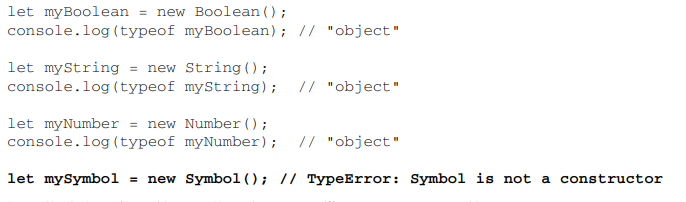 let myBoolean = new Boolean();
console.log(typeof myBoolean); // "object"
let myString = new String();
console.log(typeof myString);  // "object"
let myNumber = new Number();
console.log(typeof myNumber);  // "object"
let mySymbol = new Symbol(); // TypeError: Symbol is not a constructor